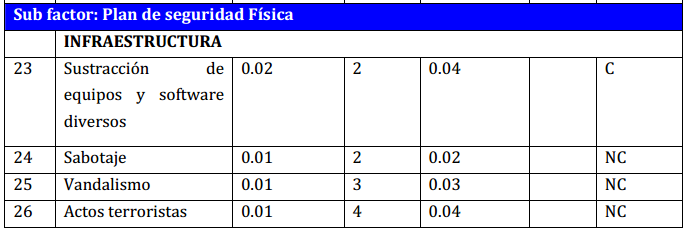 Sub factor: Plan de seguridad Física
INFRAESTRUCTURA
23 Sustracción de 0.02 2 0.04 C
equipos y software
diversos
24 Sabotaje 0.01 2 0.02 NC
25 Vandalismo 0.01 3 0.03 NC
26 Actos terroristas 0.01 4 0.04 NC